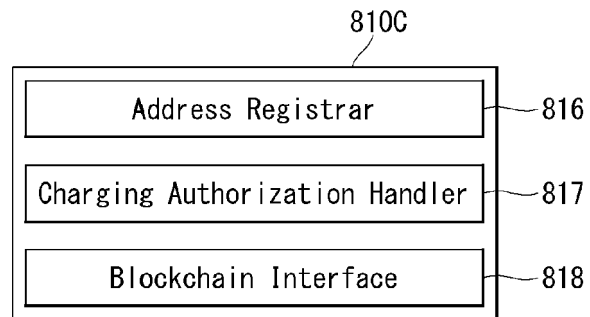 810C
Address Registrar 816
Charging Authorization Handler 817
Blockchain Interface 818